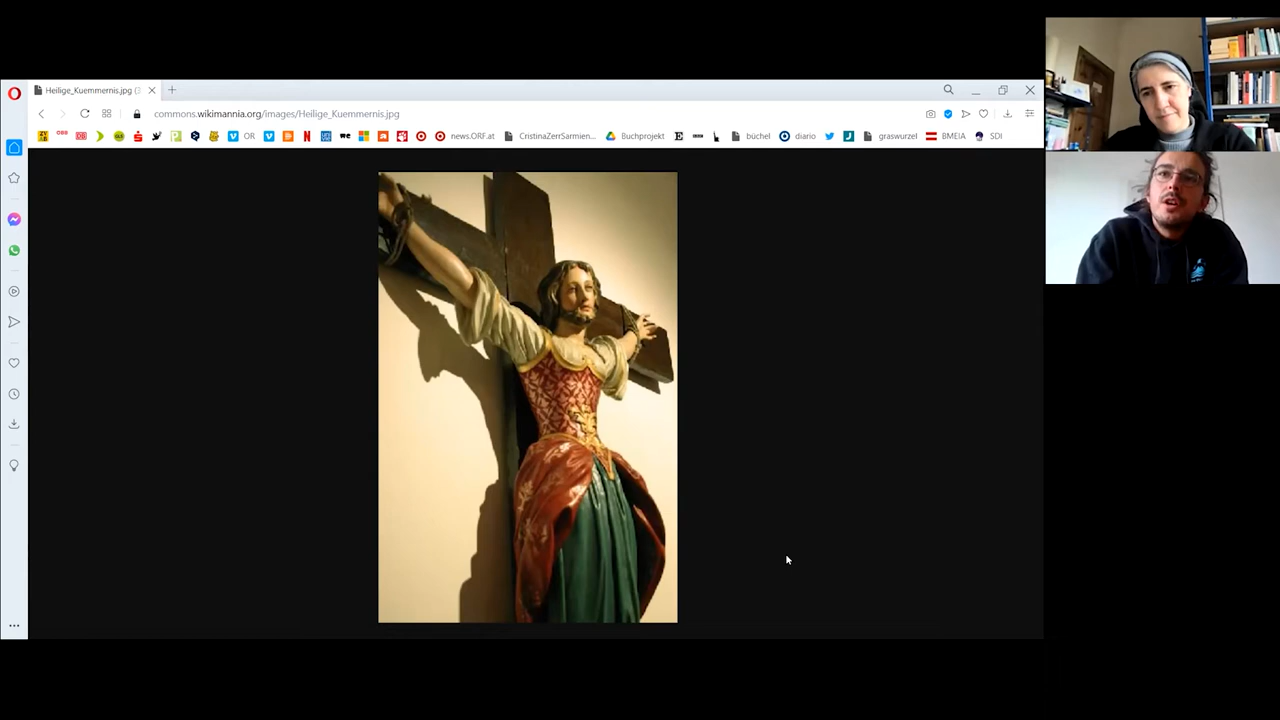 Heilige_Kuemmernis.jpg (
commons.wikimannia.org/images/Heilige_Kuemmernis.jpg
OR news.ORF.at CristinaZerrSarmien... Buchprojekt büchel diario graswurzel BMEIA SDI